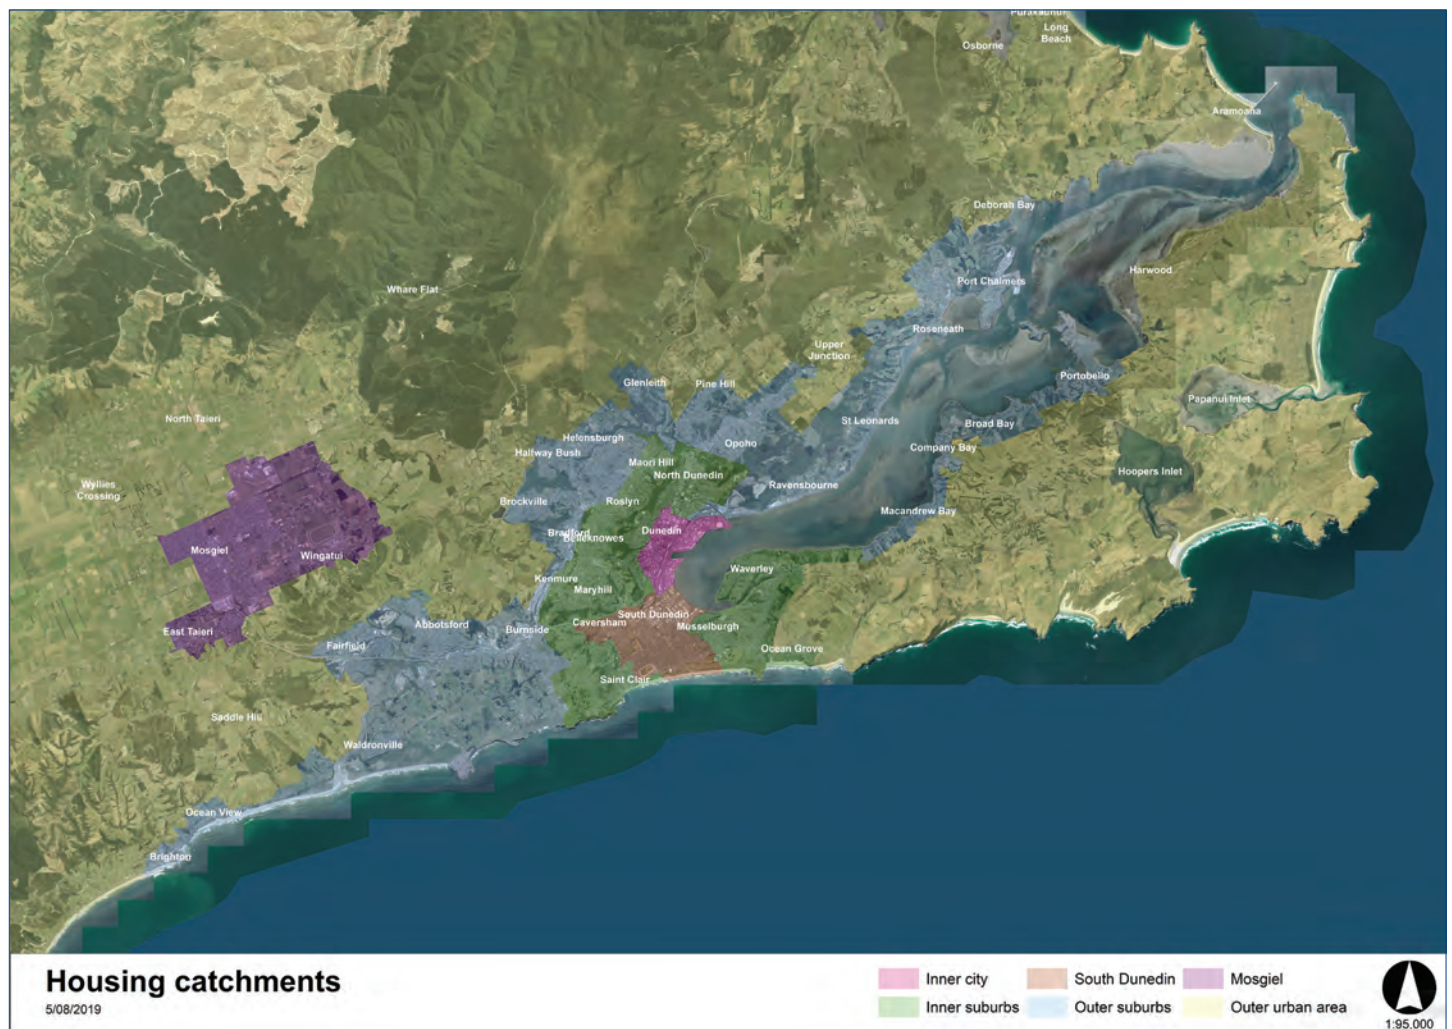 Purakaunui
Long
Beach
Osborne
Aramoana
Deborah Bay
Harwood
Port Chalmers
Whare Flat
Roseneath
Upper
Junction
Portobello
Glenleith
Pine Hill
Papanui Inlet
North Taieri
St Leonards
Broad Bay
Helensburgh
Opoho
Company Bay
Halfway Bush
Maori Hill
North Dunedin
Hoopers Inlet
Wyllies
Crossing
Ravensbourne
Brockville
Roslyn
Macandrew Bay
Bradford
Dunedin
Belleknowes
Mosgiel
Wingatui
Waverley
Kenmure
Maryhill
South Dunedin
Caversham
Musselburgh
Abbotsford
Burnside
East Taieri
Fairfield
Ocean Grove
Saint Clair
Saddle Hill
Waldronville
Ocean View
Brighton
Housing catchments
5/08/2019
Inner city
South Dunedin
Mosgiel
Inner suburbs
Outer suburbs
Outer urban area
1:95,000